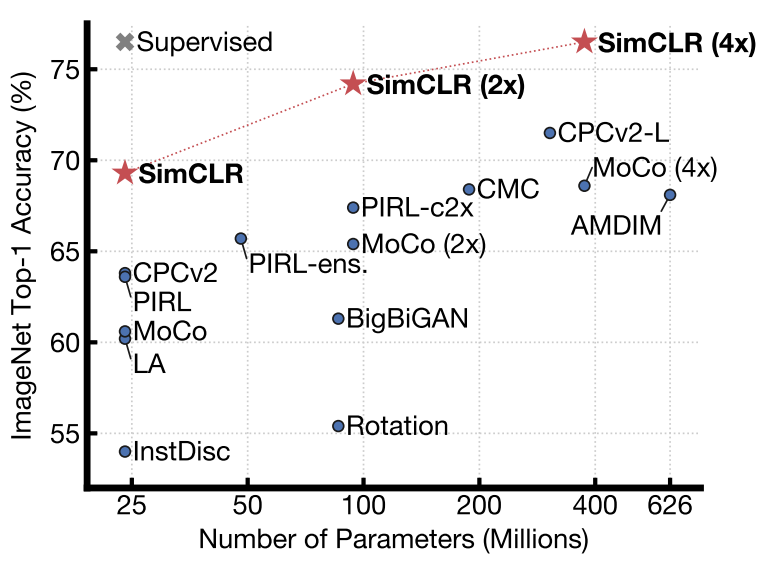 Supervised
SimCLR (4x)
75
SimCLR (2x)
CPCv2-L
70
MoCo (4x)
SimCLR
CMC
PIRL-c2x
AMDIM
65
MoCo (2x)
PIRL-ens.
CPCv2
PIRL
BigBiGAN
MoCo
60
LA
Rotation
55
InstDisc
ImageNet Top-1 Accuracy (%)
25 50 100 200 400 626
Number of Parameters (Millions)